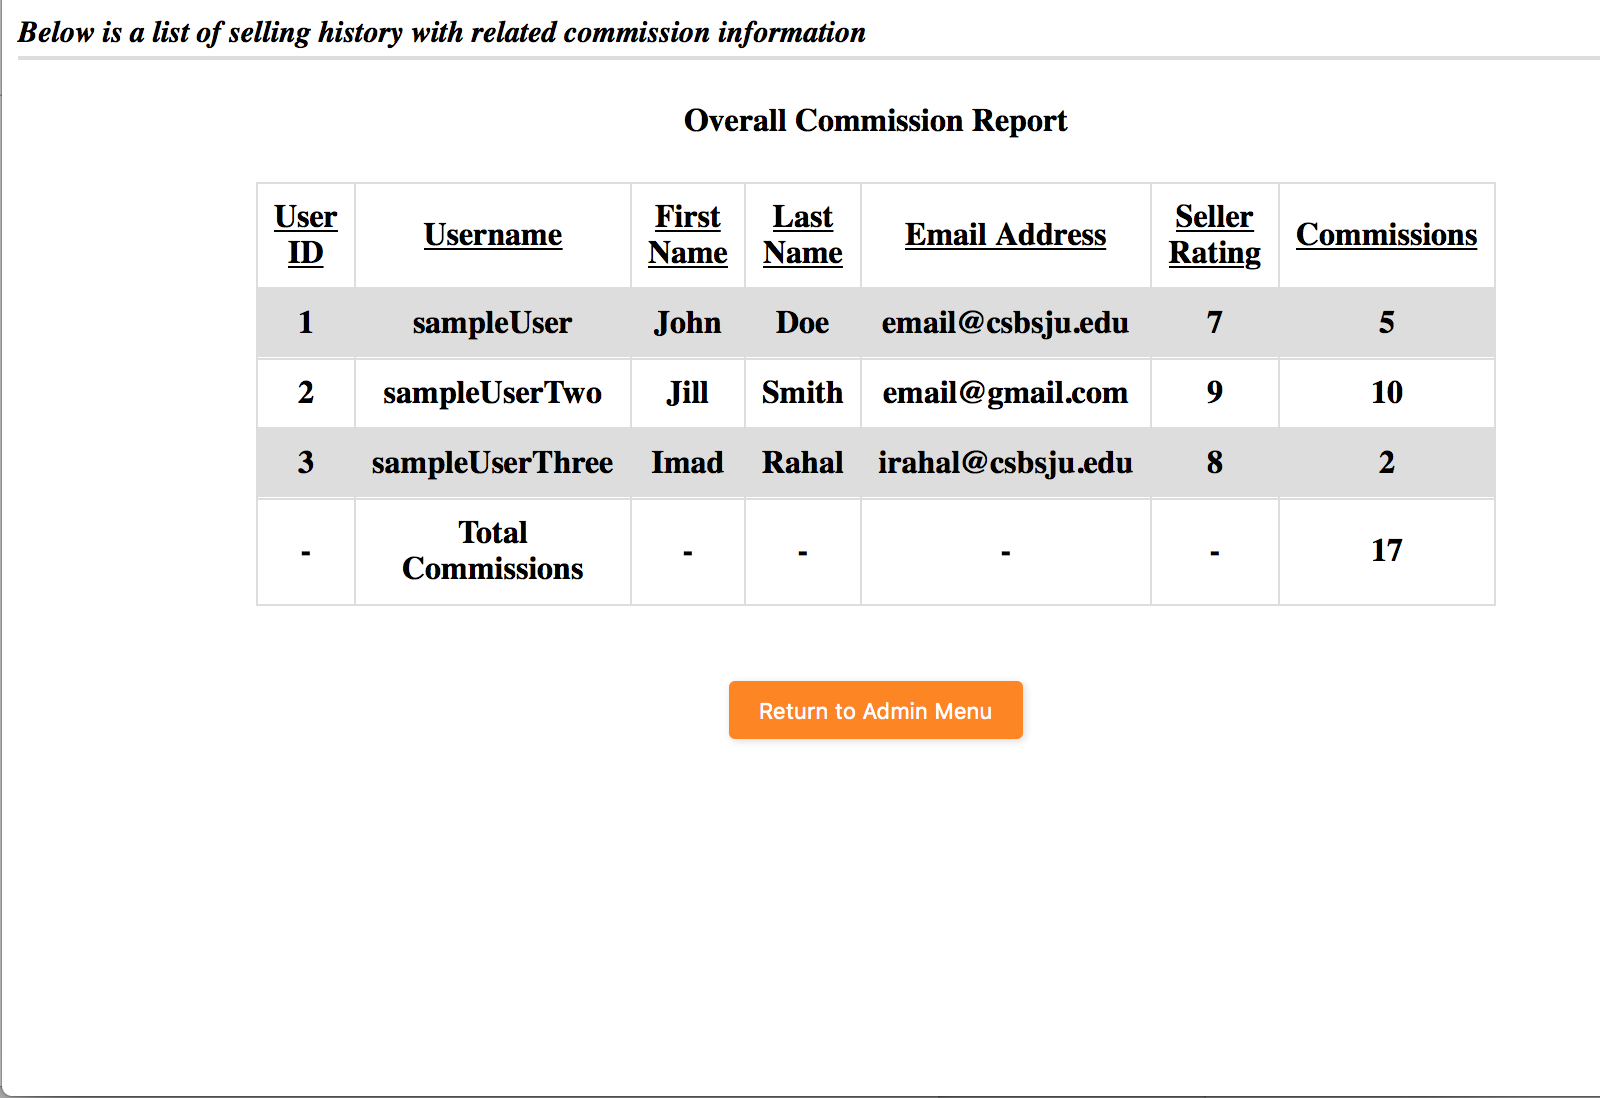 Below is a list of selling history with related commission information
Overall Commission Report
User ID Username First Name Last Name Email Address Seller Rating Commissions
1 sampleUser John Doe email@csbsju.edu 7 5
2 sampleUserTwo Jill Smith email@gmail.com 9 10
3 sampleUserThree Imad Rahal irahal@csbsju.edu 8 2
- Total Commissions - - - - 17
Return to Admin Menu